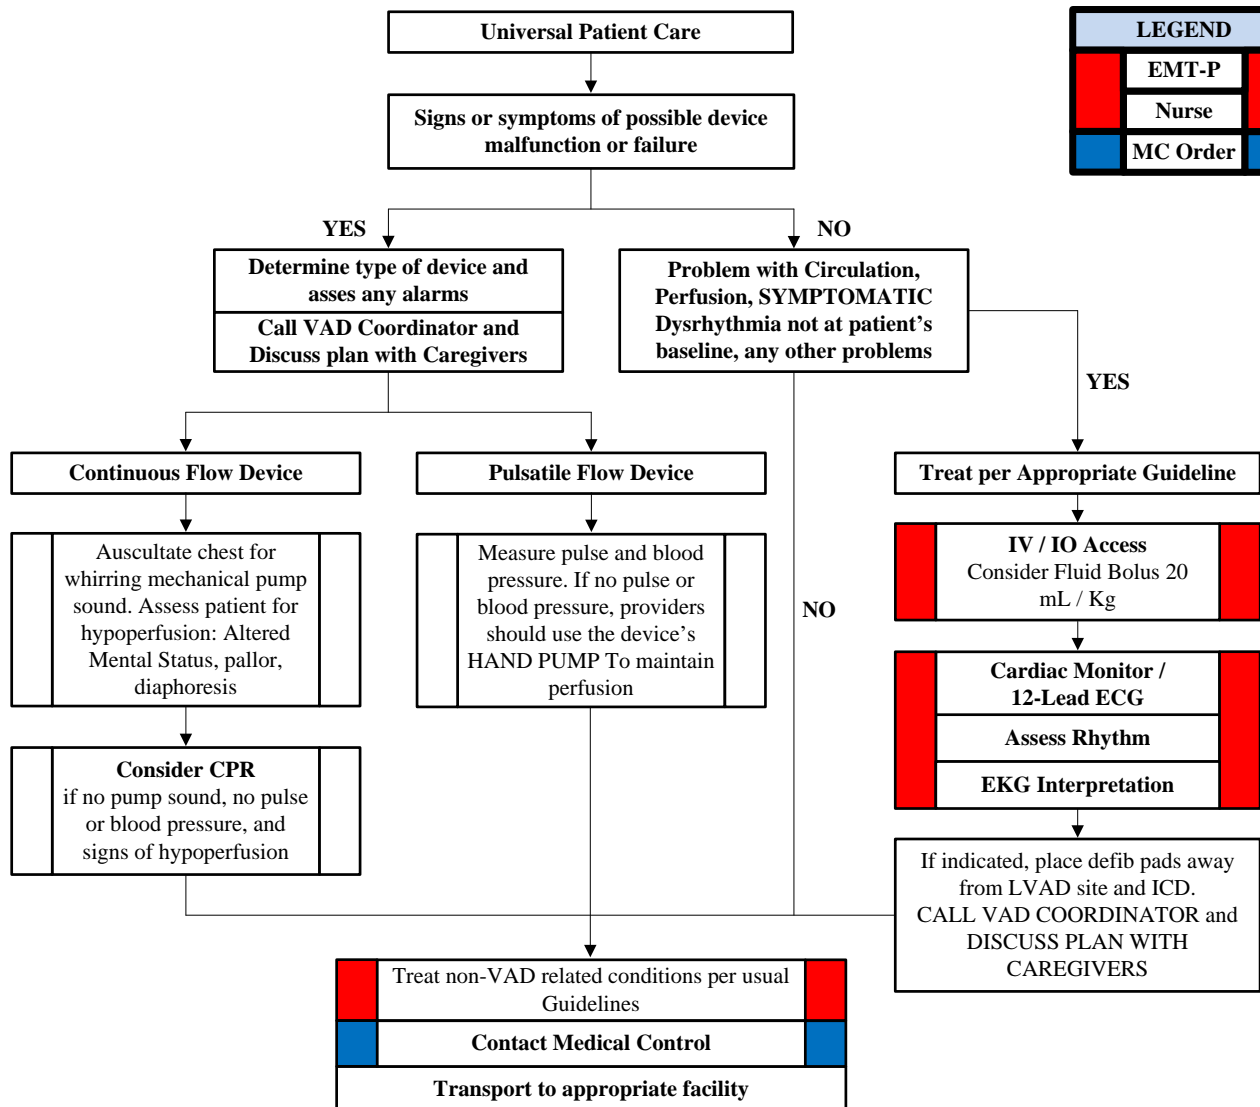 Universal Patient Care
LEGEND
EMT-P
Nurse
MC Order
Signs or symptoms of possible device
malfunction or failure
YES
NO
Determine type of device and
asses any alarms
Call VAD Coordinator and
Discuss plan with Caregivers
Problem with Circulation,
Perfusion, SYMPTOMATIC
Dysrhythmia not at patient's
baseline, any other problems
YES
NO
Continuous Flow Device
Pulsatile Flow Device
Treat per Appropriate Guideline
Auscultate chest for
whirring mechanical pump
sound. Assess patient for
hypoperfusion: Altered
Mental Status, pallor,
diaphoresis
Measure pulse and blood
pressure. If no pulse or
blood pressure, providers
should use the device's
HAND PUMP To maintain
perfusion
IV / IO Access
Consider Fluid Bolus 20
mL / Kg
Cardiac Monitor /
12-Lead ECG
Assess Rhythm
EKG Interpretation
Consider CPR
if no pump sound, no pulse
or blood pressure, and
signs of hypoperfusion
If indicated, place defib pads away
from LVAD site and ICD.
CALL VAD COORDINATOR and
DISCUSS PLAN WITH
CAREGIVERS
Treat non-VAD related conditions per usual
Guidelines
Contact Medical Control
Transport to appropriate facility